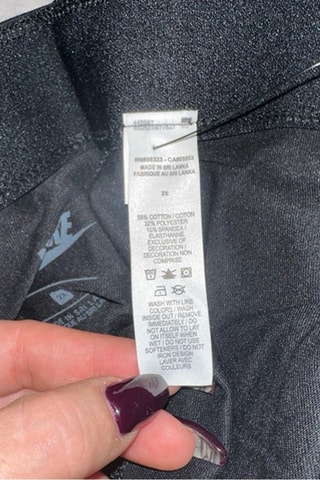 MADE IN SRI LANKA
FABRIQUÉ AU SRI LANKA
2X
58% COTTON / COTON
32% POLYESTER
10% SPANDEX /
ELASTHANNE
EXCLUSIVE OF
DECORATION /
DECORATION NON
COMPRISE
WASH WITH LIKE
COLORS / WASH
INSIDE OUT / REMOVE
IMMEDIATELY / DO
NOT ALLOW TO LAY
ON ITSELF WHEN
WET / DO NOT USE
SOFTENERS / DO NOT
IRON DESIGN
LAVER AVEC
COULEURS
NIKE